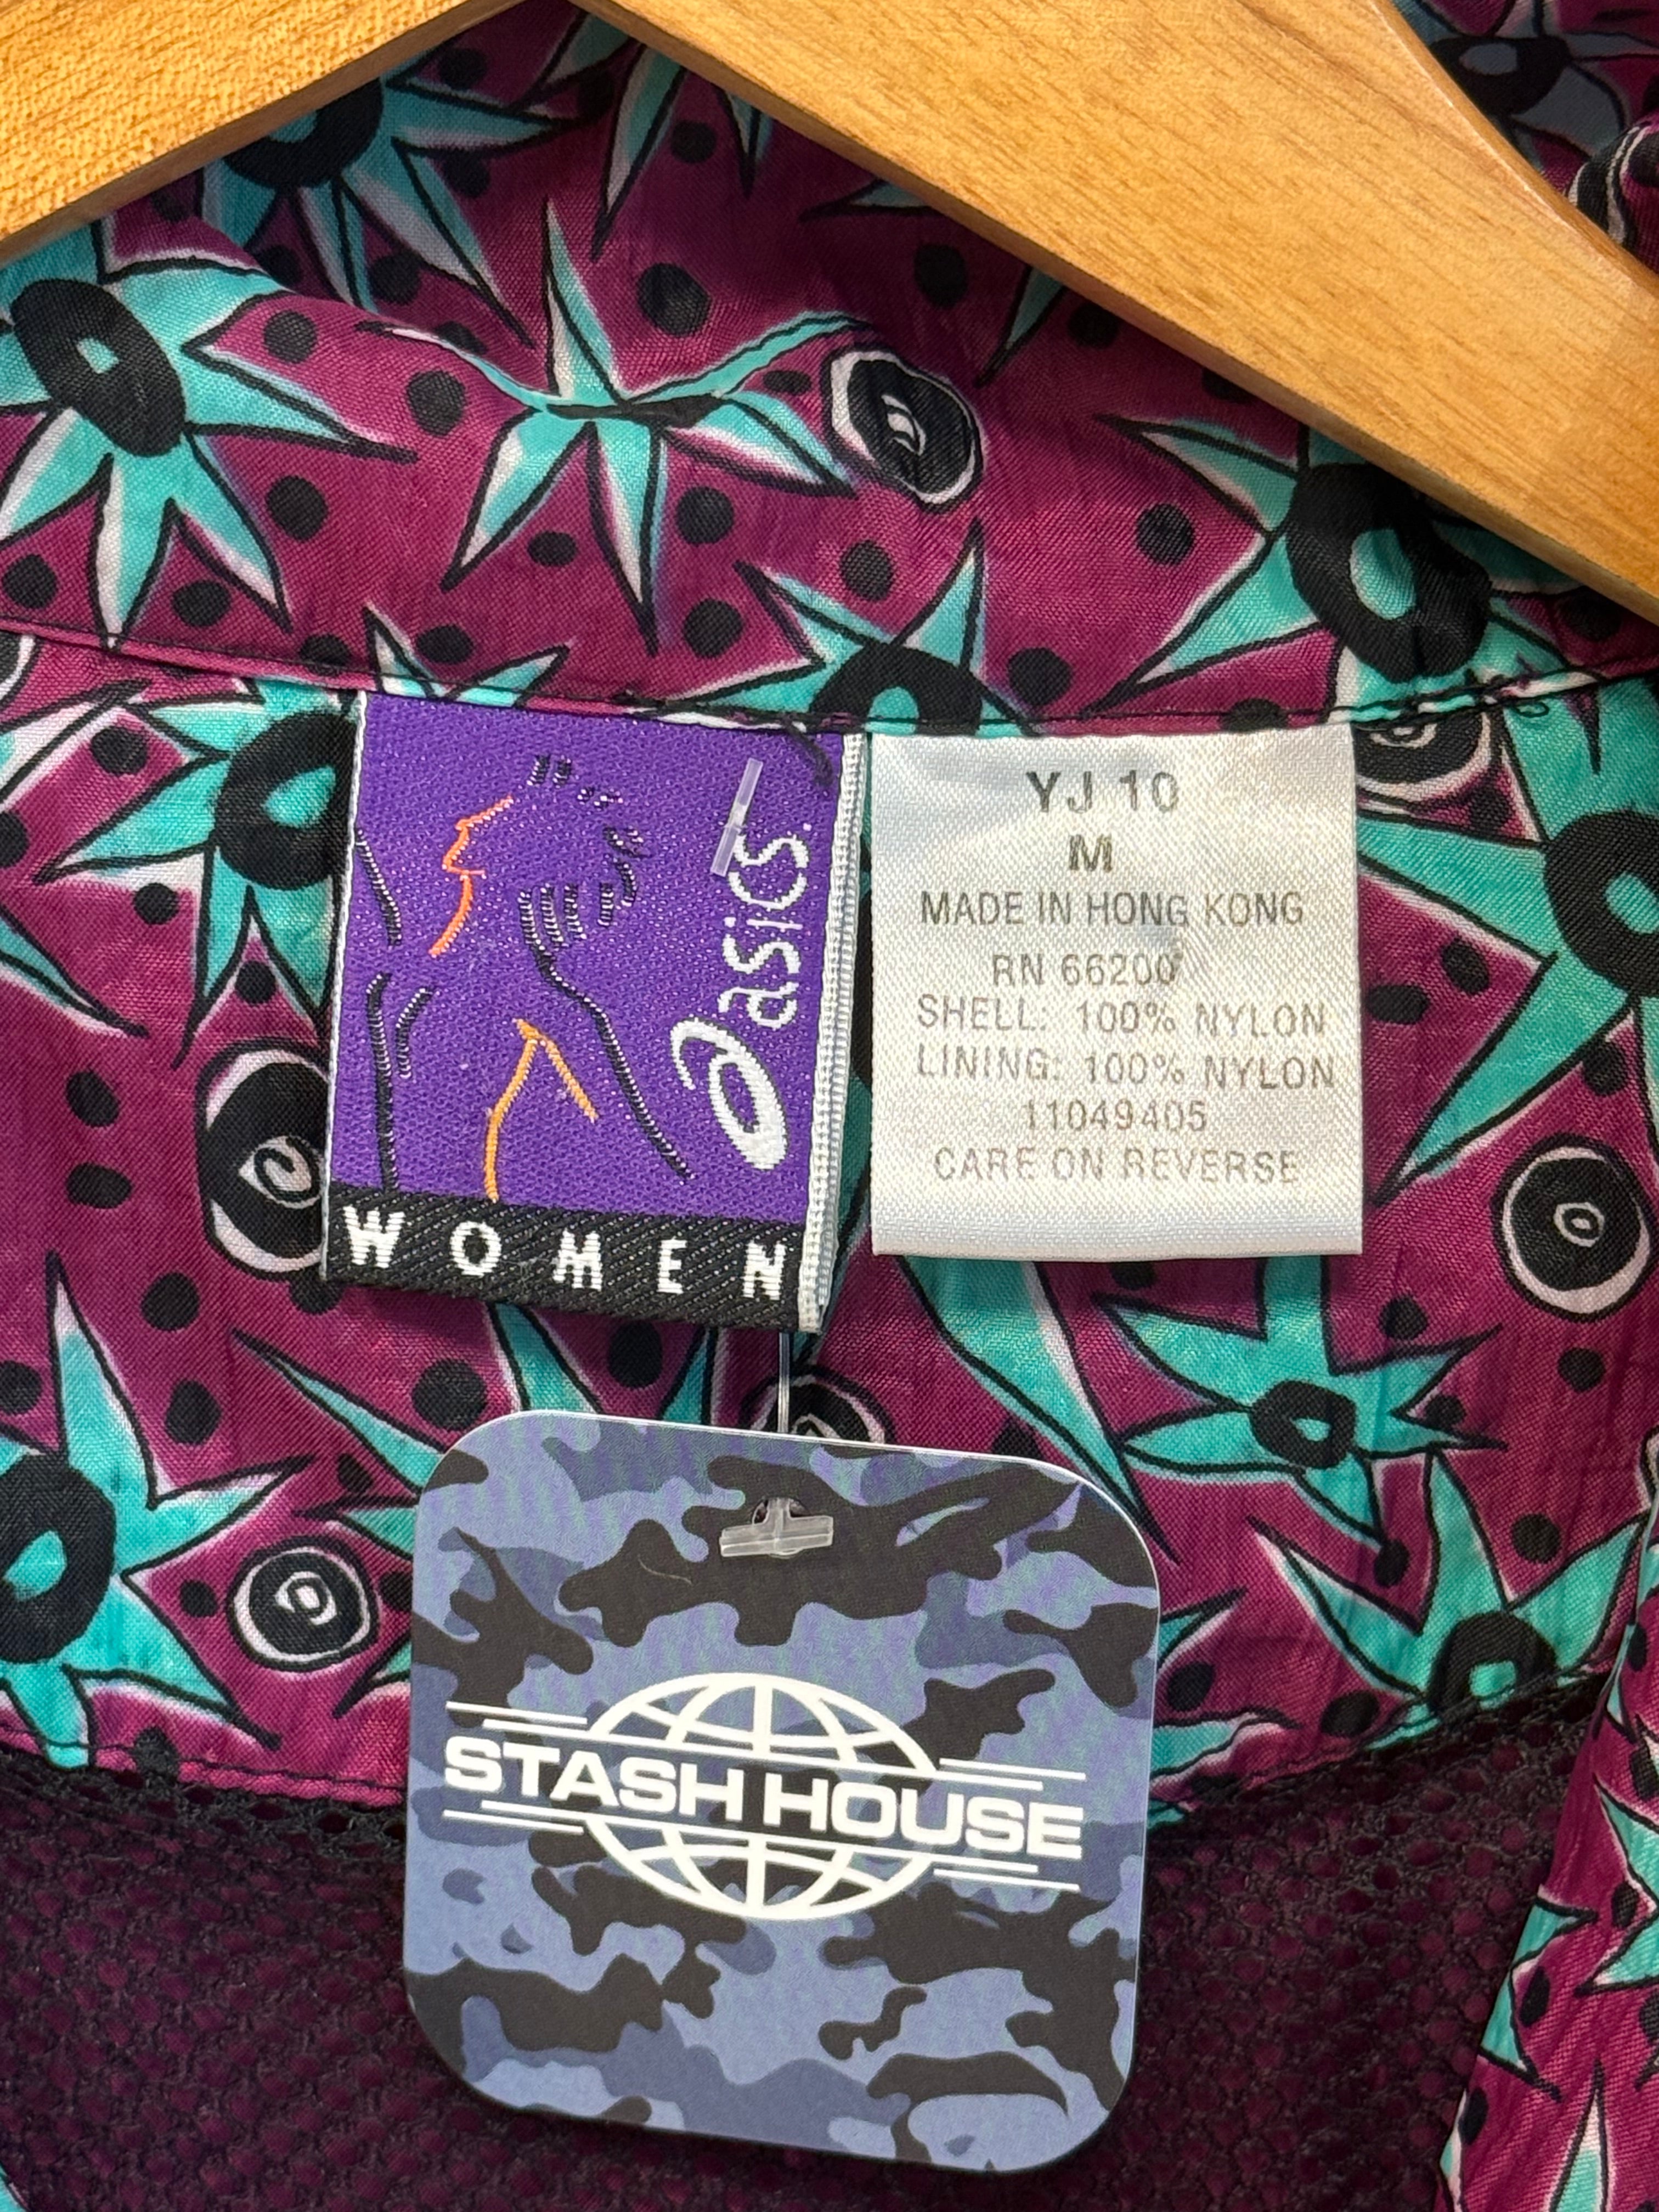 asics.
WOMEN
YJ 10
M
MADE IN HONG KONG
RN 66200
SHELL: 100% NYLON
LINING: 100% NYLON
11049405
CARE ON REVERSE
STASH HOUSE